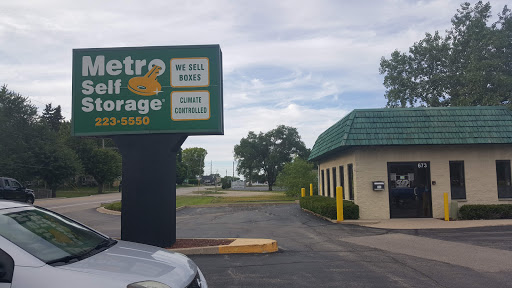 Metro
Self
Storage®
223-5550
WE SELL
BOXES
CLIMATE
CONTROLLED
673